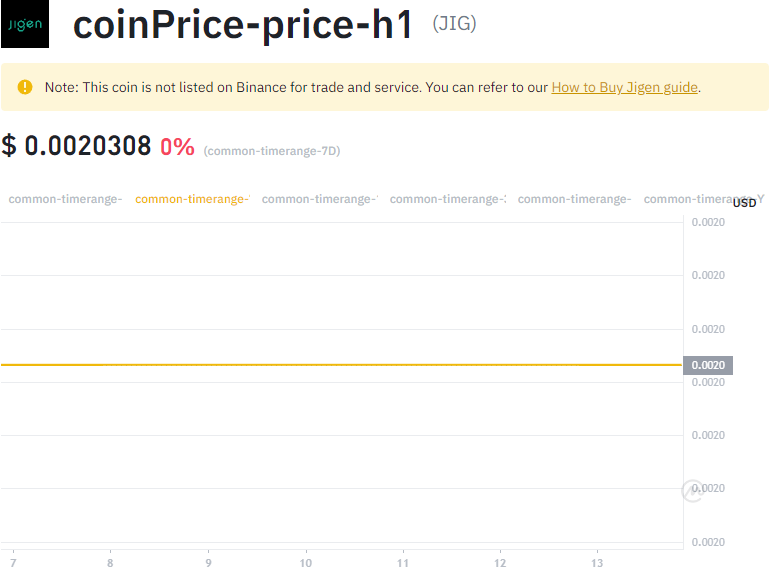 Jigen
coinPrice-price-h1 (JIG)
Note: This coin is not listed on Binance for trade and service. You can refer to our How to Buy Jigen guide.
$ 0.0020308 0% (common-timerange-7D)
common-timerange- common-timerange- common-timerange- common-timerange- common-timerange- common-timerange-Y
USD
0.0020
0.0020
0.0020
0.0020
0.0020
0.0020
0.0020
0.0020
7 8 9 10 11 12 13